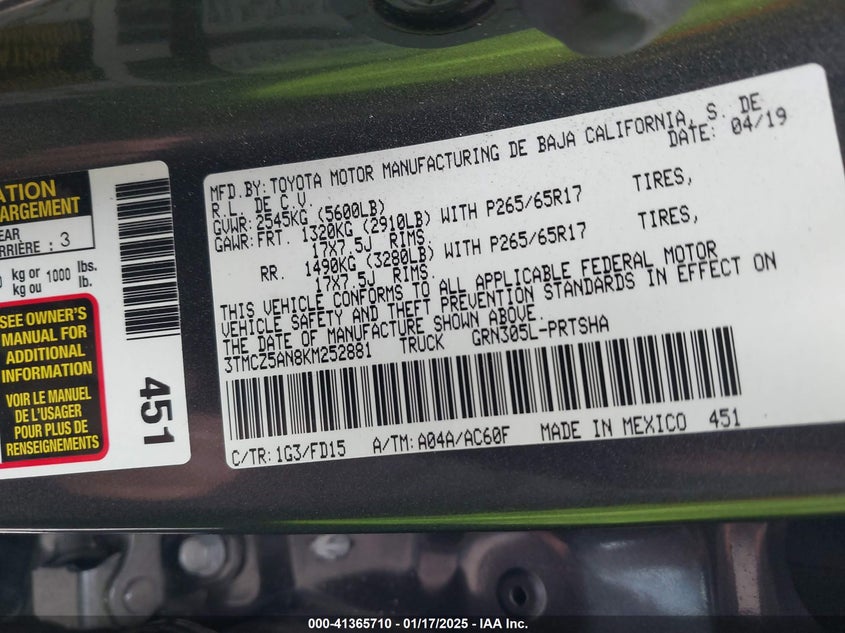 ATION
ARGEMENT
EAR
RRIÈRE : 3
kg or 1000 lbs.
kg ou lb.
SEE OWNER'S
MANUAL FOR
ADDITIONAL
INFORMATION
VOIR LE MANUEL
DE L'USAGER
POUR PLUS DE
RENSEIGNEMENTS
451
MFD.BY:TOYOTA MOTOR MANUFACTURING DE BAJA CALIFORNIA, S. DE
R.L. DE C.V. DATE: 04/19
GVWR:2545KG (5600LB)
GAWR:FRT. 1320KG (2910LB) WITH P265/65R17 TIRES,
17X7.5J RIMS.
RR. 1490KG (3280LB) WITH P265/65R17 TIRES,
17X7.5J RIMS.
THIS VEHICLE CONFORMS TO ALL APPLICABLE FEDERAL MOTOR
VEHICLE SAFETY AND THEFT PREVENTION STANDARDS IN EFFECT ON
THE DATE OF MANUFACTURE SHOWN ABOVE.
3TMCZ5AN8KM252881 TRUCK GRN305L-PRTSHA
C/TR:1G3/FD15 A/TM:A04A/AC60F MADE IN MEXICO 451
000-41365710 - 01/17/2025 - IAA Inc.